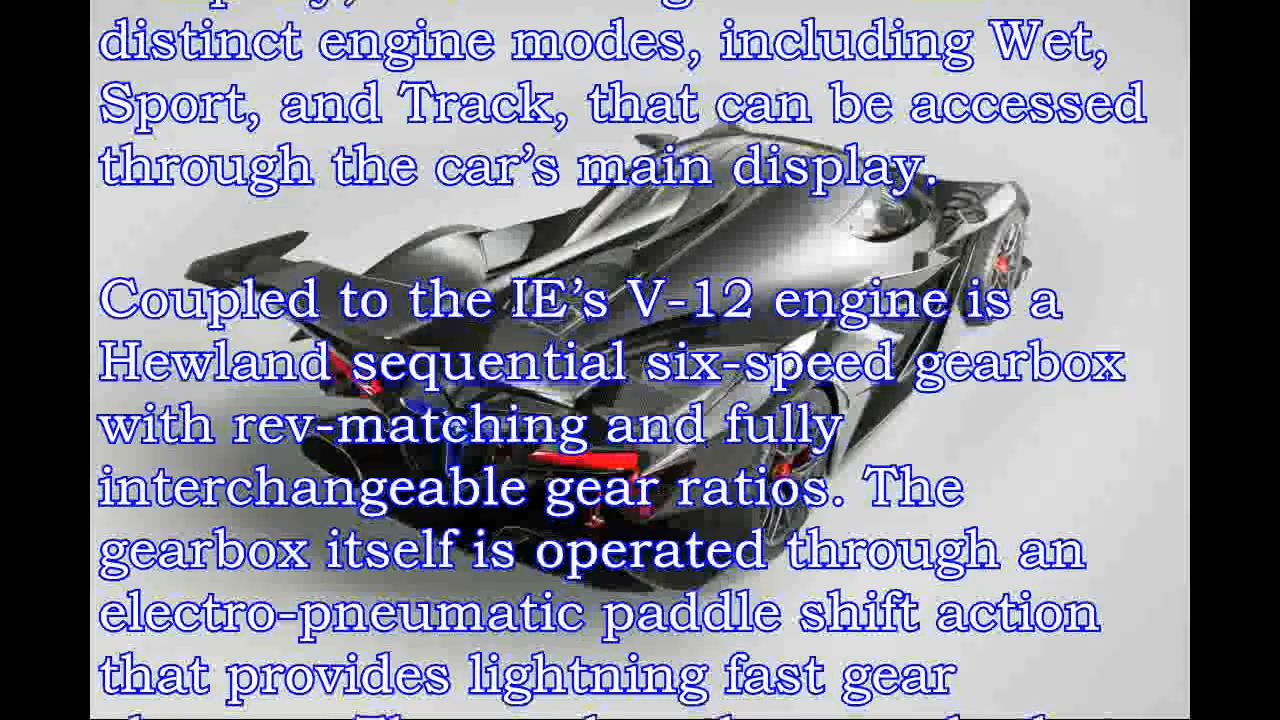 distinct engine modes, including Wet,
Sport, and Track, that can be accessed
through the car’s main display.
Coupled to the IE’s V-12 engine is a
Hewland sequential six-speed gearbox
with rev-matching and fully
interchangeable gear ratios. The
gearbox itself is operated through an
electro-pneumatic paddle shift action
that provides lightning fast gear